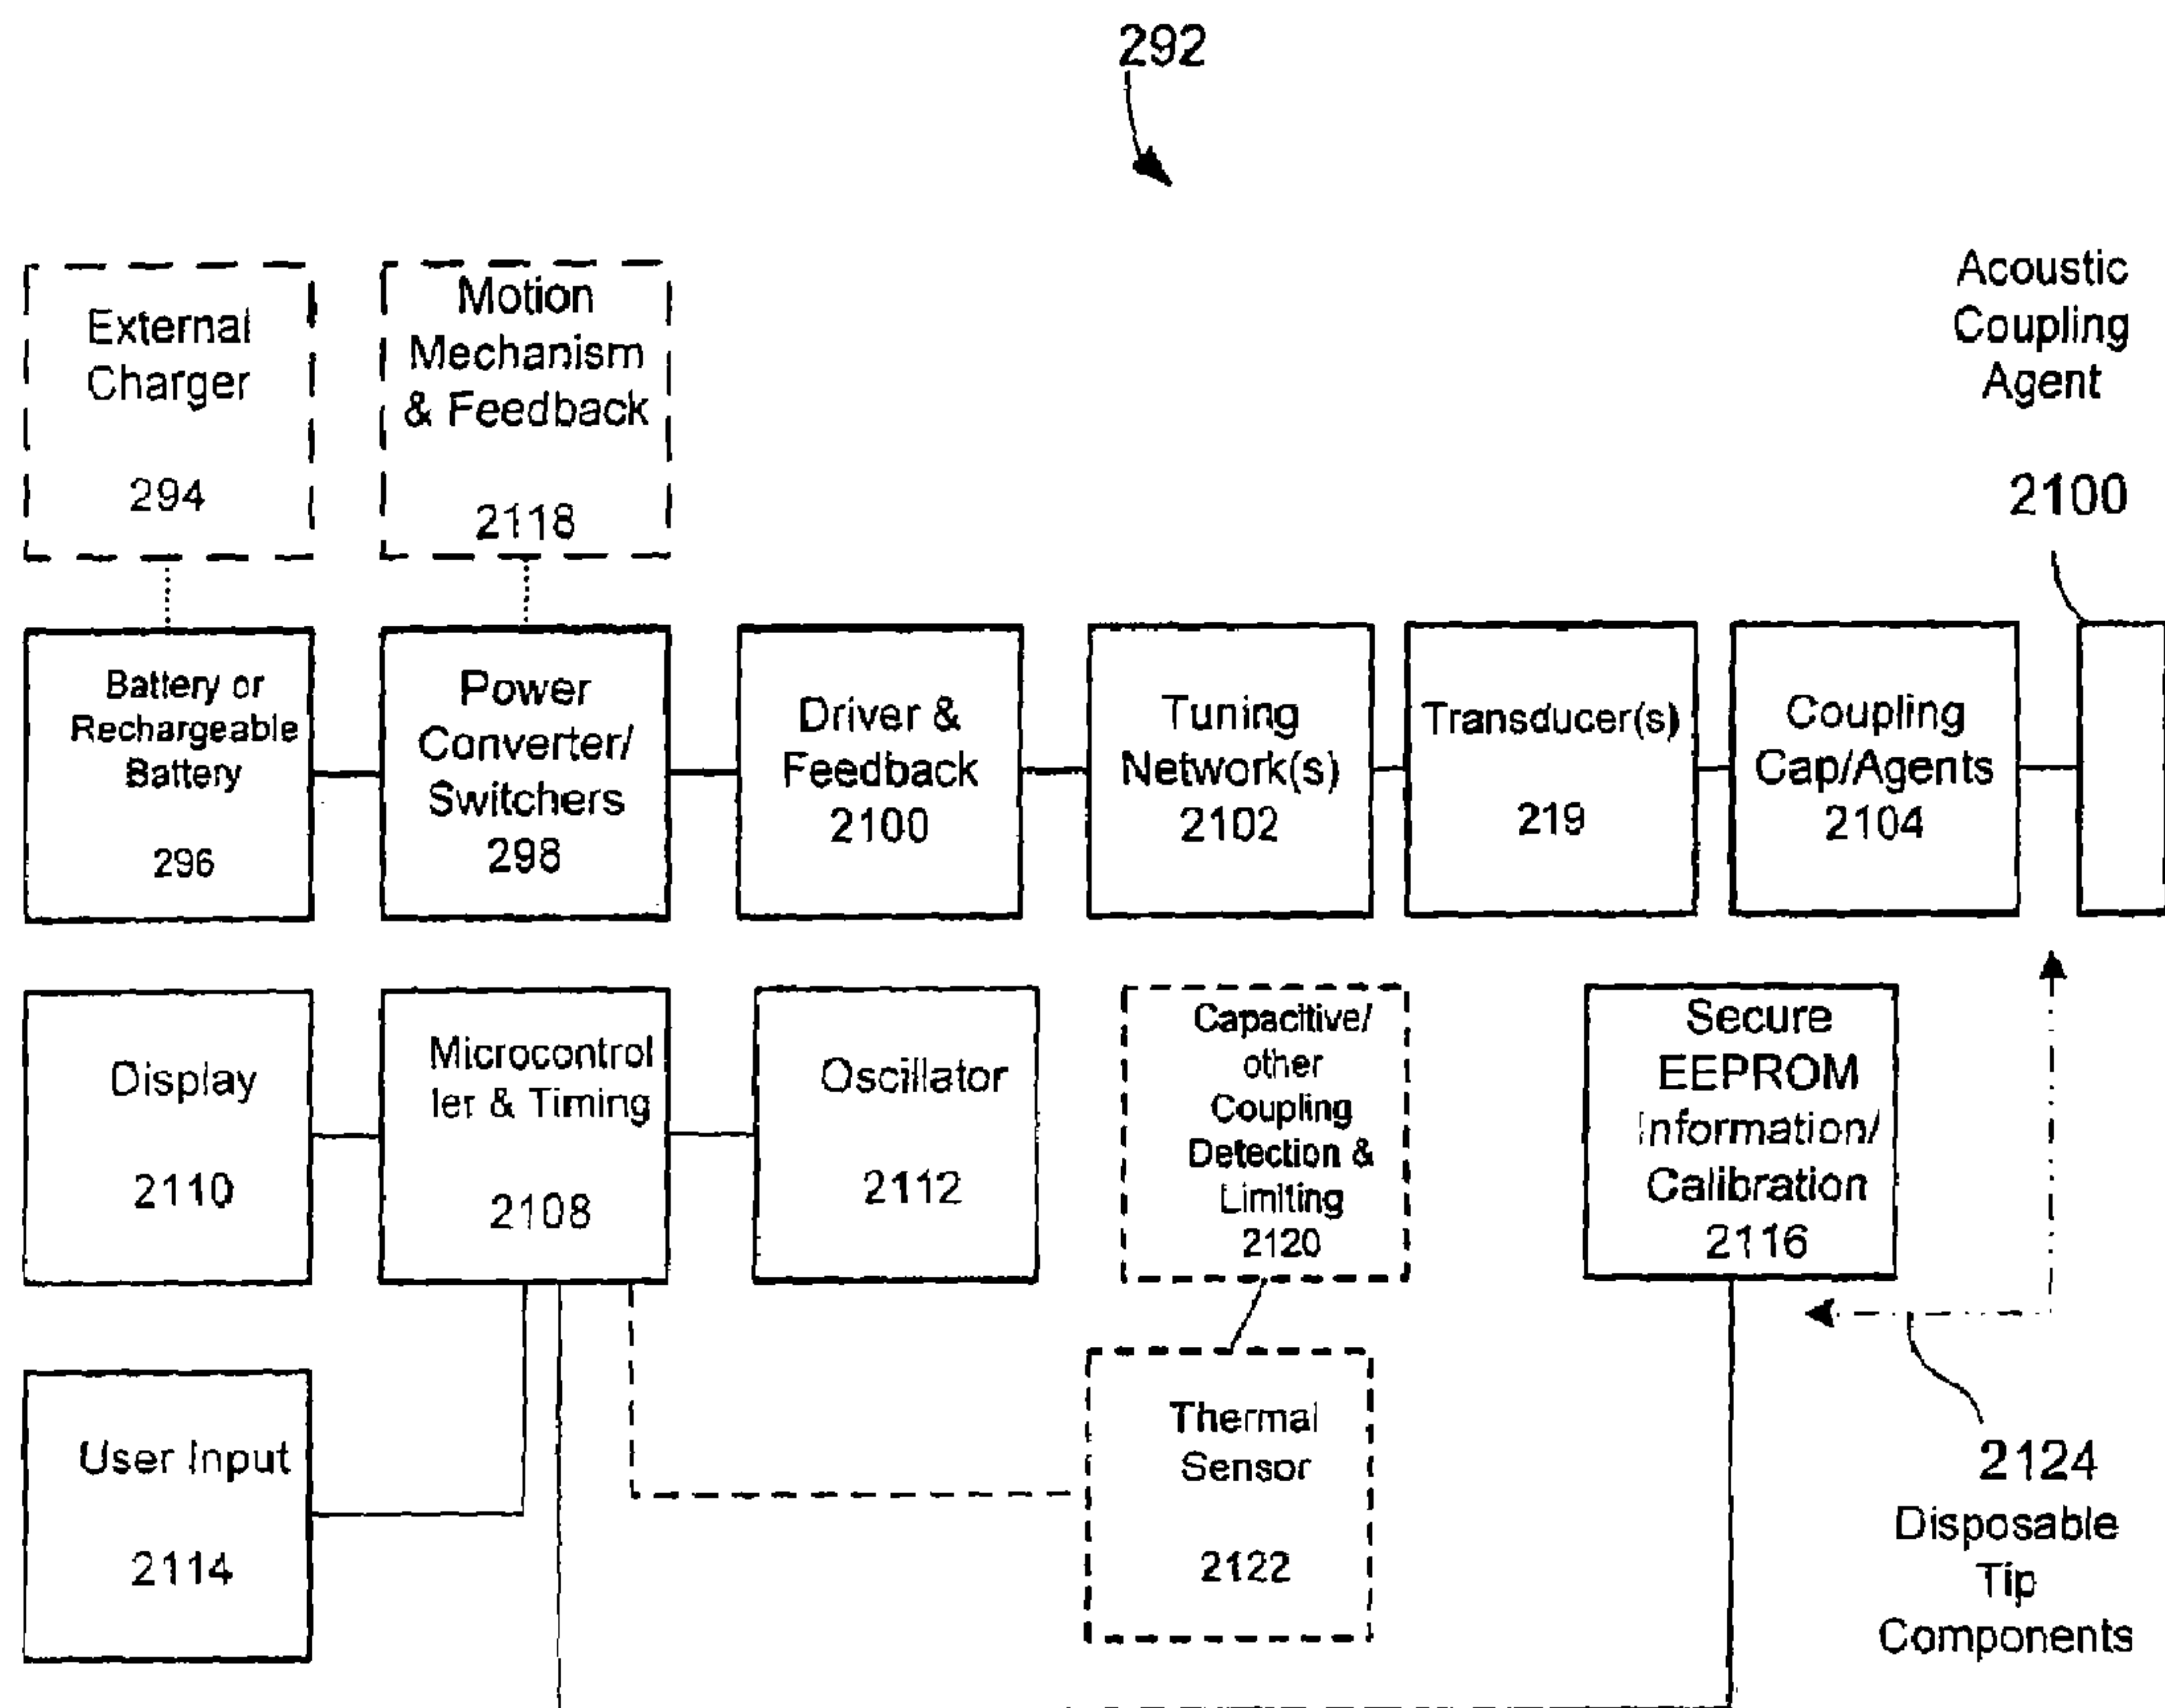 292
External
Charger
294
Motion
Mechanism
& Feedback
2118
Acoustic
Coupling
Agent
2100
Battery or
Rechargeable
Battery
296
Power
Converter/
Switchers
298
Driver &
Feedback
2100
Tuning
Network(s)
2102
Transducer(s)
219
Coupling
Cap/Agents
2104
Display
2110
Microcontrol
ler & Timing
2108
Oscillator
2112
Capacitive/
other
Coupling
Detection &
Limiting
2120
Secure
EEPROM
Information/
Calibration
2116
User Input
2114
Thermal
Sensor
2122
2124
Disposable
Tip
Components